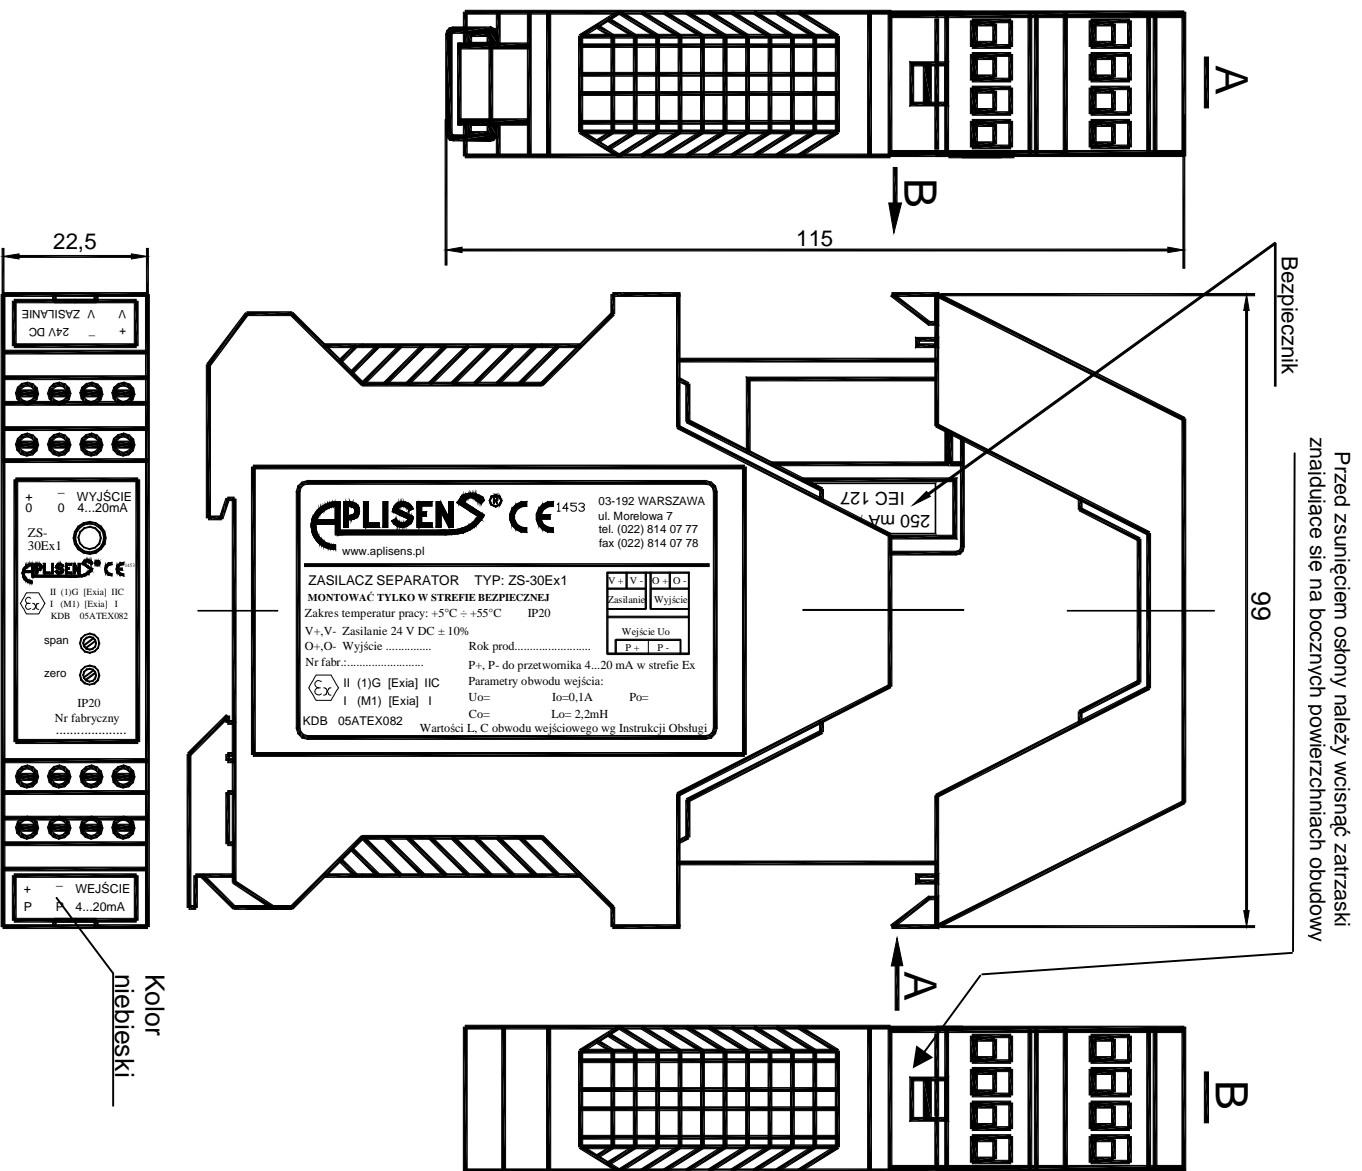 A
B
115
22,5
Bezpiecznik
Przed zsunięciem osłony należy wcisnąć zatrzaski
znajdujące się na bocznych powierzchniach obudowy
99
V V ZASILANIE
+ – 24V DC
+ – WYJŚCIE
0 0 4...20mA
ZS-
30Ex1
APLISENS® CE 1453
Ex
II (1)G [Exia] IIC
I (M1) [Exia] I
KDB 05ATEX082
span
zero
IP20
Nr fabryczny
.....................
+ – WEJŚCIE
P P 4...20mA
Kolor
niebieski
250 mA
IEC 127
APLISENS® CE 1453
www.aplisens.pl
03-192 WARSZAWA
ul. Morelowa 7
tel. (022) 814 07 77
fax (022) 814 07 78
ZASILACZ SEPARATOR TYP: ZS-30Ex1
MONTOWAĆ TYLKO W STREFIE BEZPIECZNEJ
Zakres temperatur pracy: +5°C ÷ +55°C IP20
V+,V- Zasilanie 24 V DC ± 10%
O+,O- Wyjście ............... Rok prod.........................
Nr fabr.:.........................
P+, P- do przetwornika 4...20 mA w strefie Ex
Ex
II (1)G [Exia] IIC
I (M1) [Exia] I
KDB 05ATEX082
Parametry obwodu wejścia:
Uo= Io=0,1A Po=
Co= Lo= 2,2mH
Wartości L, C obwodu wejściowego wg Instrukcji Obsługi
V + V - O + O -
Zasilanie Wyjście
Wejście Uo
P + P -
A
B